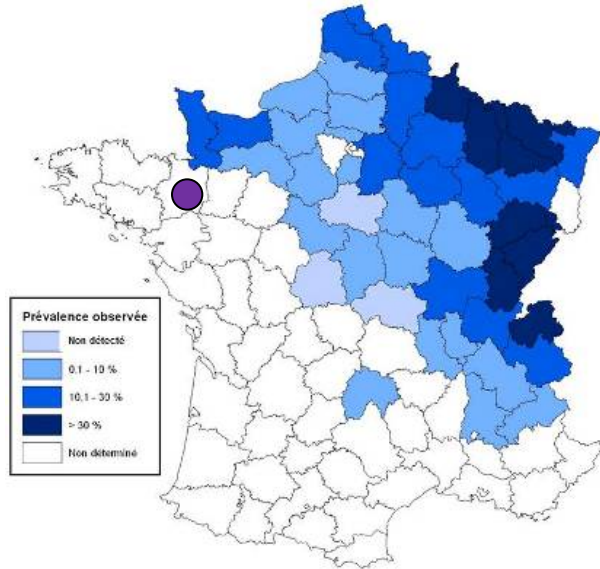 Prévalence observée
Non détecté
0.1 - 10 %
10.1 - 30 %
> 30 %
Non déterminé